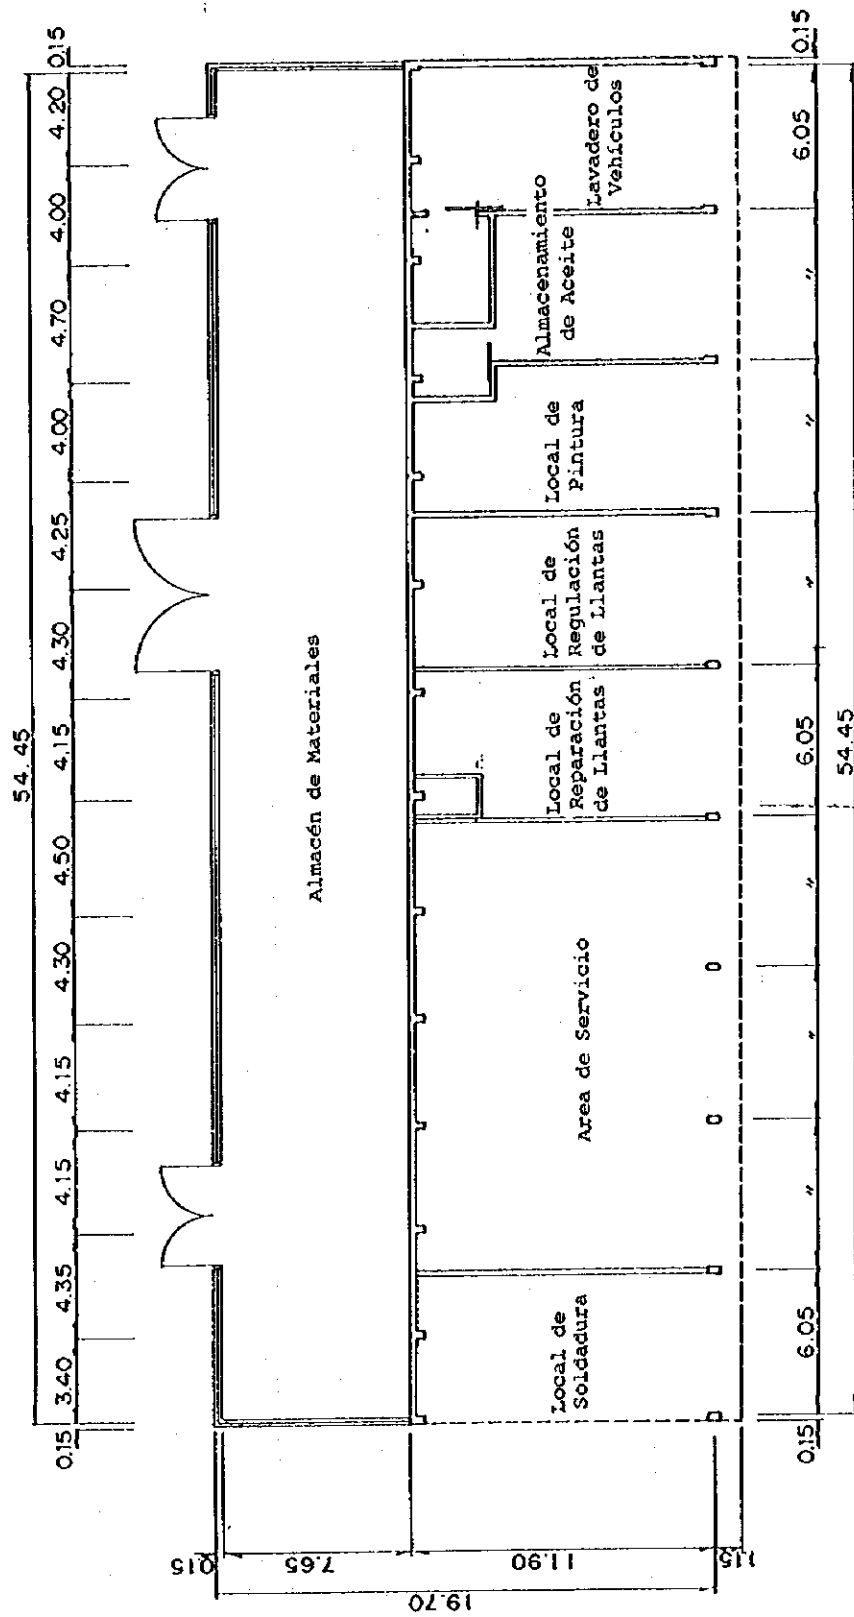 54.45
0.15
3.40
4.35
4.15
4.15
4.30
4.50
4.15
4.30
4.25
4.00
4.70
4.00
4.20
0.15
Almacén de Materiales
Local de
Soldadura
Area de Servicio
Local de
Reparación
de Llantas
Local de
Regulación
de Llantas
Local de
Pintura
Almacenamiento
de Aceite
Lavadero de
Vehículos
0.15
7.65
11.90
1.15
19.70
0.15
6.05
"
"
"
6.05
"
"
"
6.05
0.15
54.45